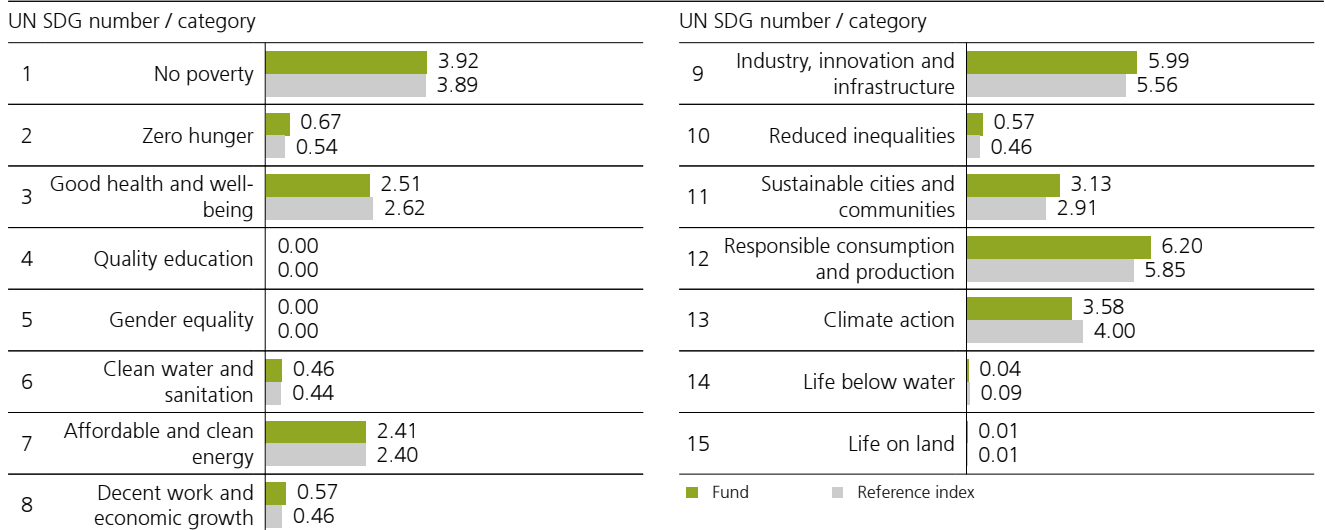 UN SDG number / category
1 No poverty 3.92
3.89
2 Zero hunger 0.67
0.54
3 Good health and well-
being 2.51
2.62
4 Quality education 0.00
0.00
5 Gender equality 0.00
0.00
6 Clean water and
sanitation 0.46
0.44
7 Affordable and clean
energy 2.41
2.40
8 Decent work and
economic growth 0.57
0.46
UN SDG number / category
9 Industry, innovation and
infrastructure 5.99
5.56
10 Reduced inequalities 0.57
0.46
11 Sustainable cities and
communities 3.13
2.91
12 Responsible consumption
and production 6.20
5.85
13 Climate action 3.58
4.00
14 Life below water 0.04
0.09
15 Life on land 0.01
0.01
Fund Reference index